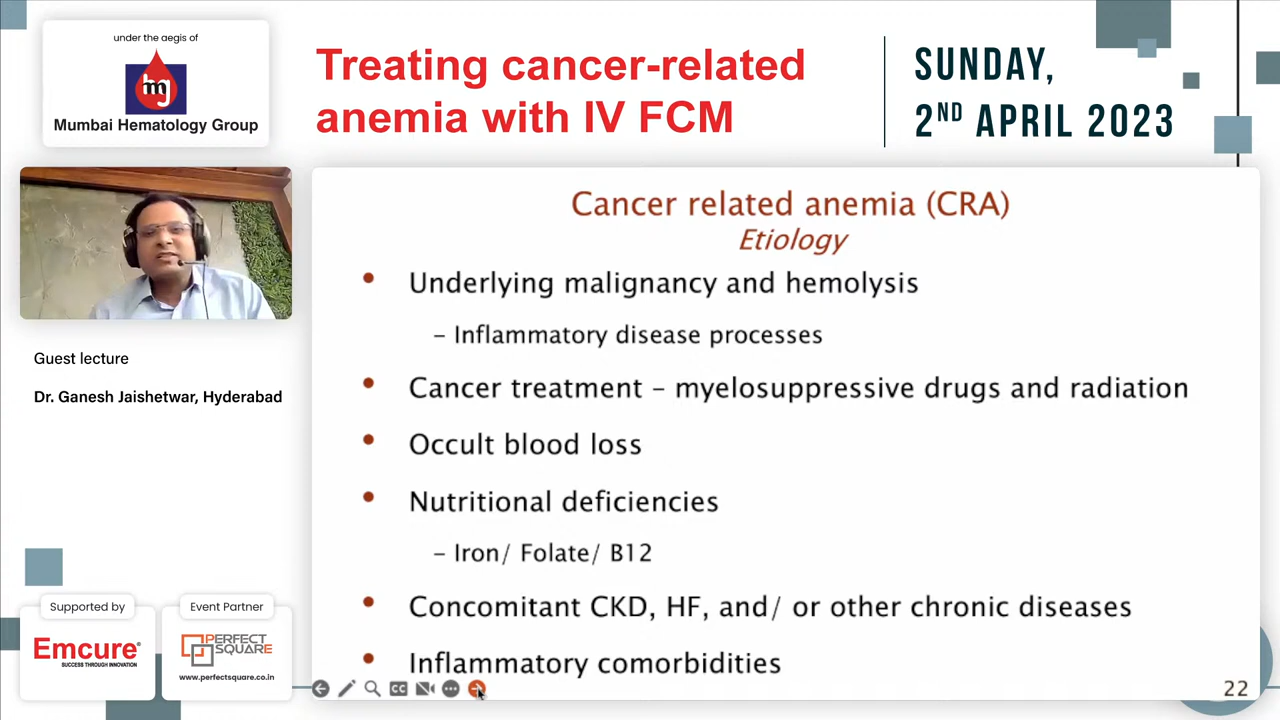 under the aegis of
mhg
Mumbai Hematology Group
Treating cancer-related
anemia with IV FCM
SUNDAY,
2ND APRIL 2023
Guest lecture
Dr. Ganesh Jaishetwar, Hyderabad
Cancer related anemia (CRA)
Etiology
• Underlying malignancy and hemolysis
– Inflammatory disease processes
• Cancer treatment – myelosuppressive drugs and radiation
• Occult blood loss
• Nutritional deficiencies
– Iron/ Folate/ B12
• Concomitant CKD, HF, and/ or other chronic diseases
• Inflammatory comorbidities
CC
22
Supported by
Emcure®
SUCCESS THROUGH INNOVATION
Event Partner
PERFECT
SQUARE
www.perfectsquare.co.in